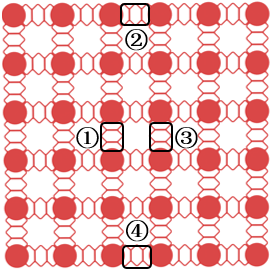 ②
① ③
④